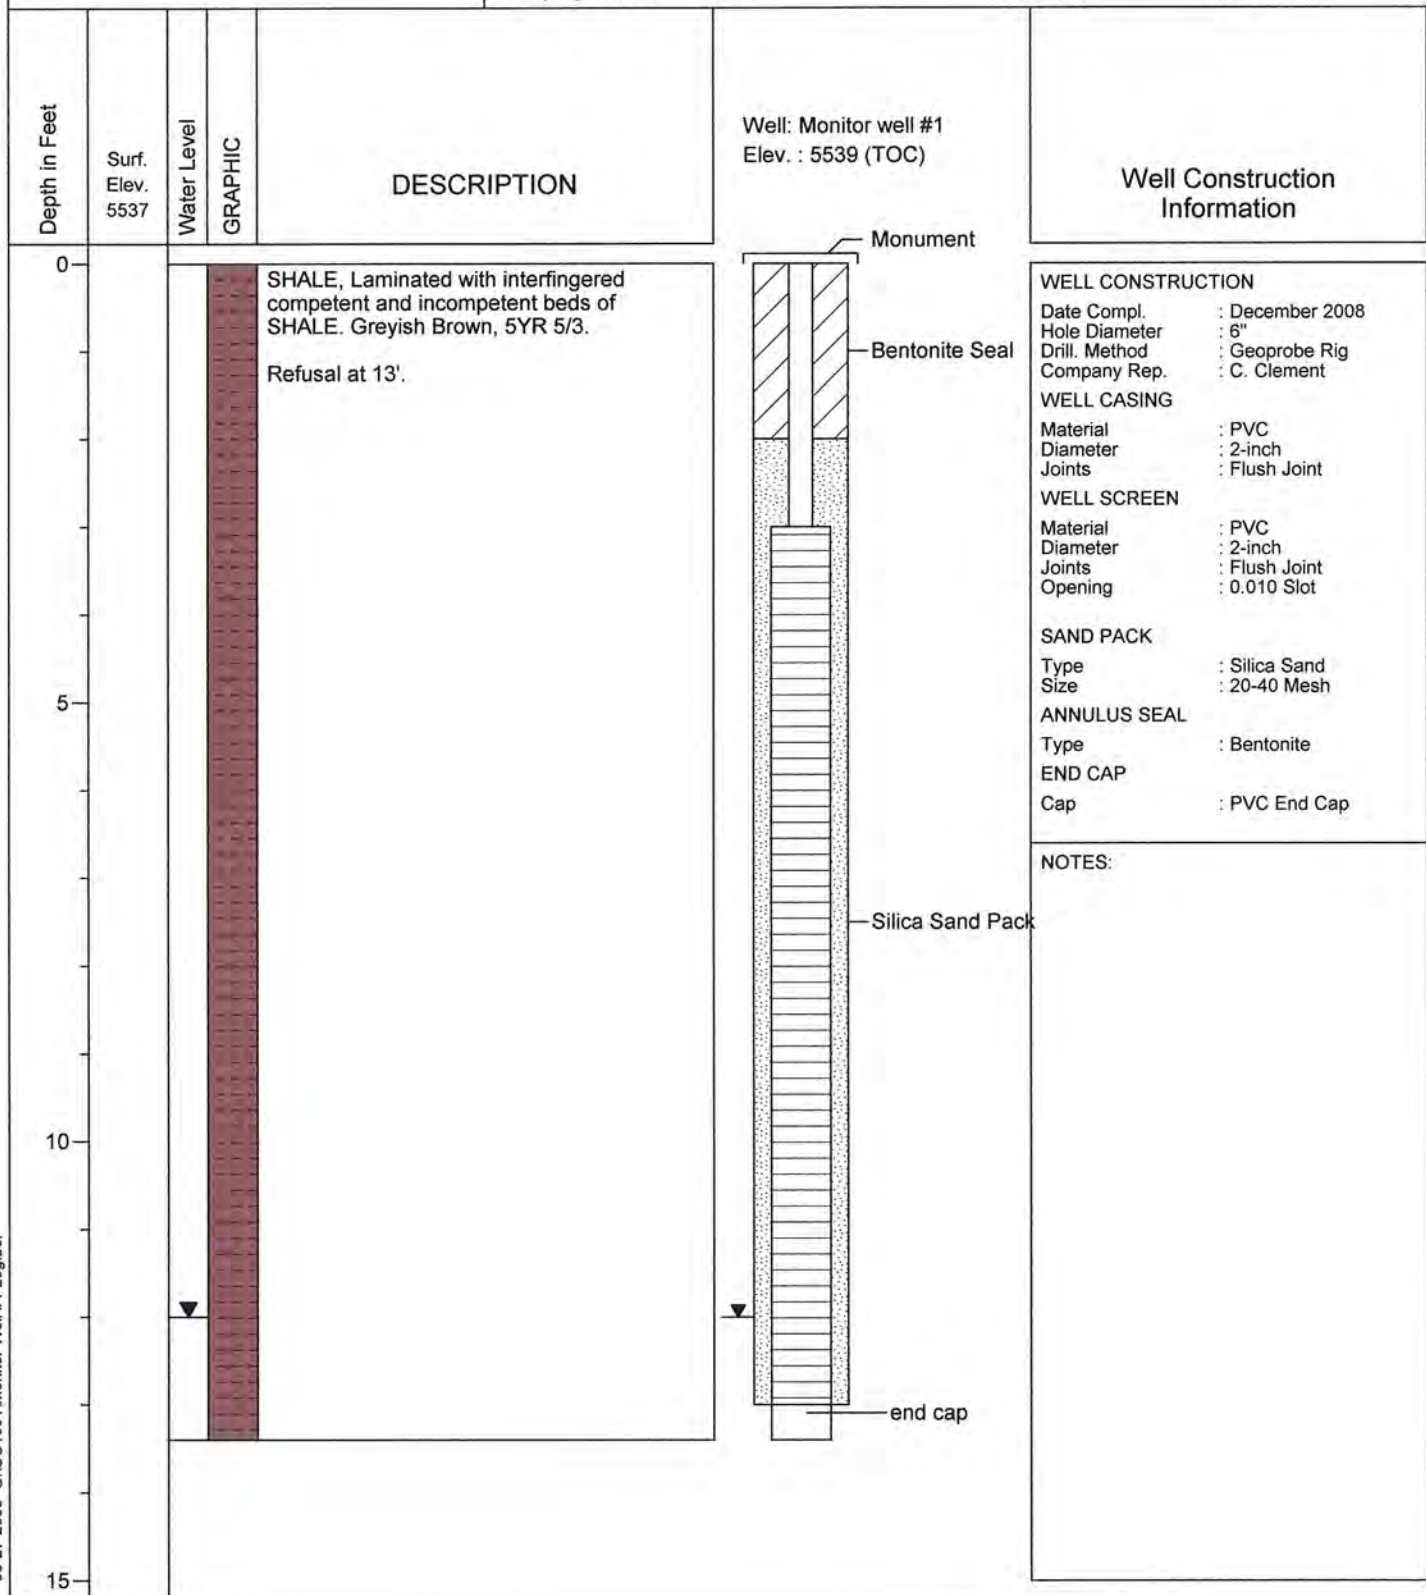 Depth in Feet
Surf.
Elev.
5537
Water Level
GRAPHIC
DESCRIPTION
Well: Monitor well #1
Elev. : 5539 (TOC)
Well Construction
Information
0
5
10
15
SHALE, Laminated with interfingered
competent and incompetent beds of
SHALE. Greyish Brown, 5YR 5/3.
Refusal at 13'.
Monument
Bentonite Seal
Silica Sand Pack
end cap
WELL CONSTRUCTION
Date Compl. : December 2008
Hole Diameter : 6"
Drill. Method : Geoprobe Rig
Company Rep. : C. Clement
WELL CASING
Material : PVC
Diameter : 2-inch
Joints : Flush Joint
WELL SCREEN
Material : PVC
Diameter : 2-inch
Joints : Flush Joint
Opening : 0.010 Slot
SAND PACK
Type : Silica Sand
Size : 20-40 Mesh
ANNULUS SEAL
Type : Bentonite
END CAP
Cap : PVC End Cap
NOTES: